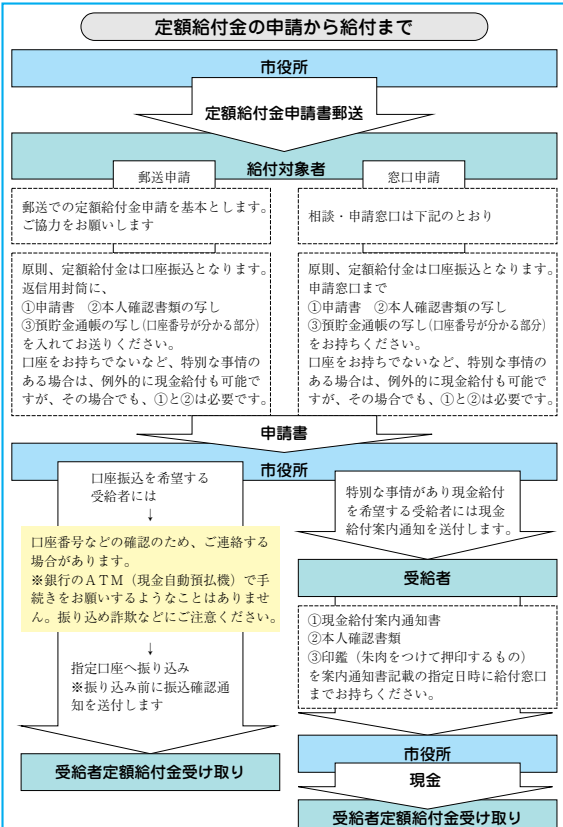 定額給付金の申請から給付まで
市役所
定額給付金申請書郵送
給付対象者
郵送申請
郵送での定額給付金申請を基本とします。
ご協力をお願いします
原則、定額給付金は口座振込となります。
返信用封筒に、
①申請書　②本人確認書類の写し
③預貯金通帳の写し(口座番号が分かる部分)
を入れてお送りください。
口座をお持ちでないなど、特別な事情の
ある場合は、例外的に現金給付も可能で
すが、その場合でも、①と②は必要です。
窓口申請
相談・申請窓口は下記のとおり
原則、定額給付金は口座振込となります。
申請窓口まで
①申請書　②本人確認書類の写し
③預貯金通帳の写し(口座番号が分かる部分)
をお持ちください。
口座をお持ちでないなど、特別な事情の
ある場合は、例外的に現金給付も可能で
すが、その場合でも、①と②は必要です。
申請書
市役所
口座振込を希望する
受給者には
↓
口座番号などの確認のため、ご連絡する
場合があります。
※銀行のＡＴＭ（現金自動預払機）で手
続きをお願いするようなことはありませ
ん。振り込め詐欺などにご注意ください。
↓
指定口座へ振り込み
※振り込み前に振込確認通
知を送付します
受給者定額給付金受け取り
特別な事情があり現金給付
を希望する受給者には現金
給付案内通知を送付します。
受給者
①現金給付案内通知書
②本人確認書類
③印鑑（朱肉をつけて押印するもの）
を案内通知書記載の指定日時に給付窓口
までお持ちください。
市役所
現金
受給者定額給付金受け取り